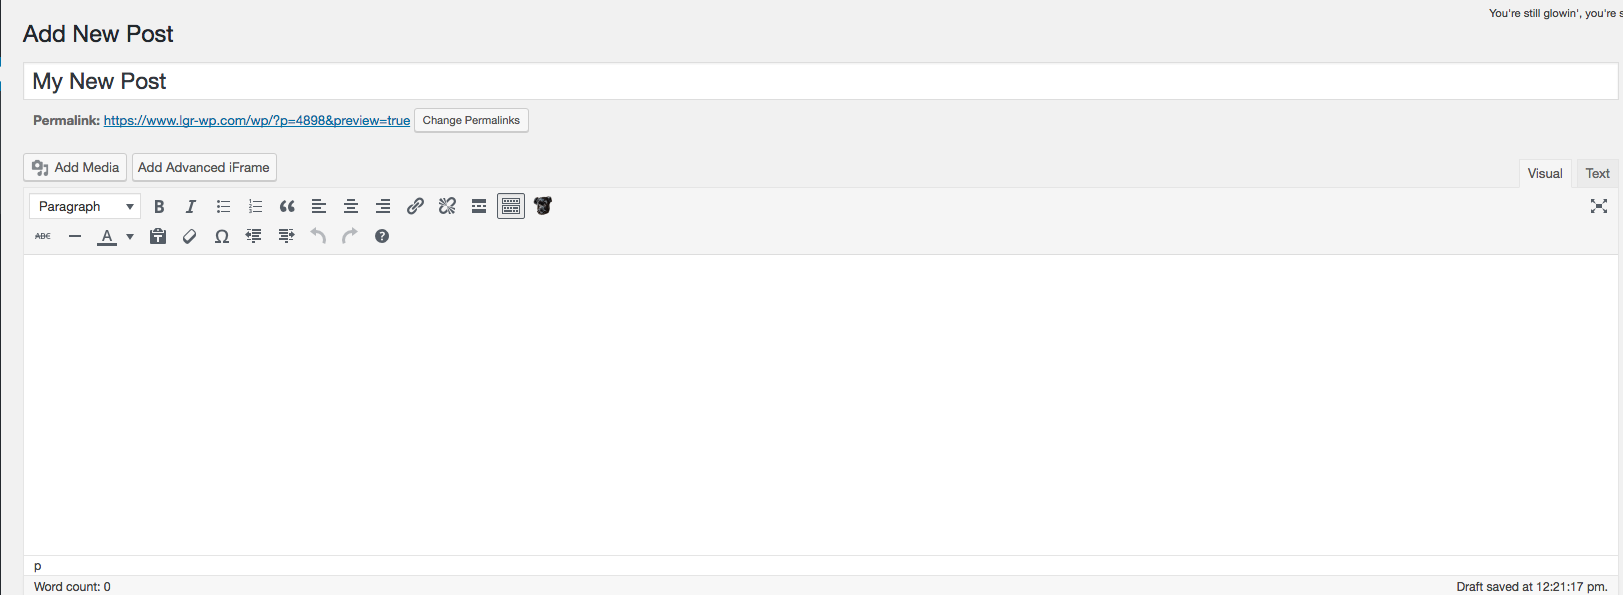 You're still glowin', you're s
Add New Post
My New Post
Permalink: https://www.lgr-wp.com/wp/?p=4898&preview=true Change Permalinks
Add Media Add Advanced iFrame
Visual Text
Paragraph B I
ABC A Ω ?
p
Word count: 0 Draft saved at 12:21:17 pm.